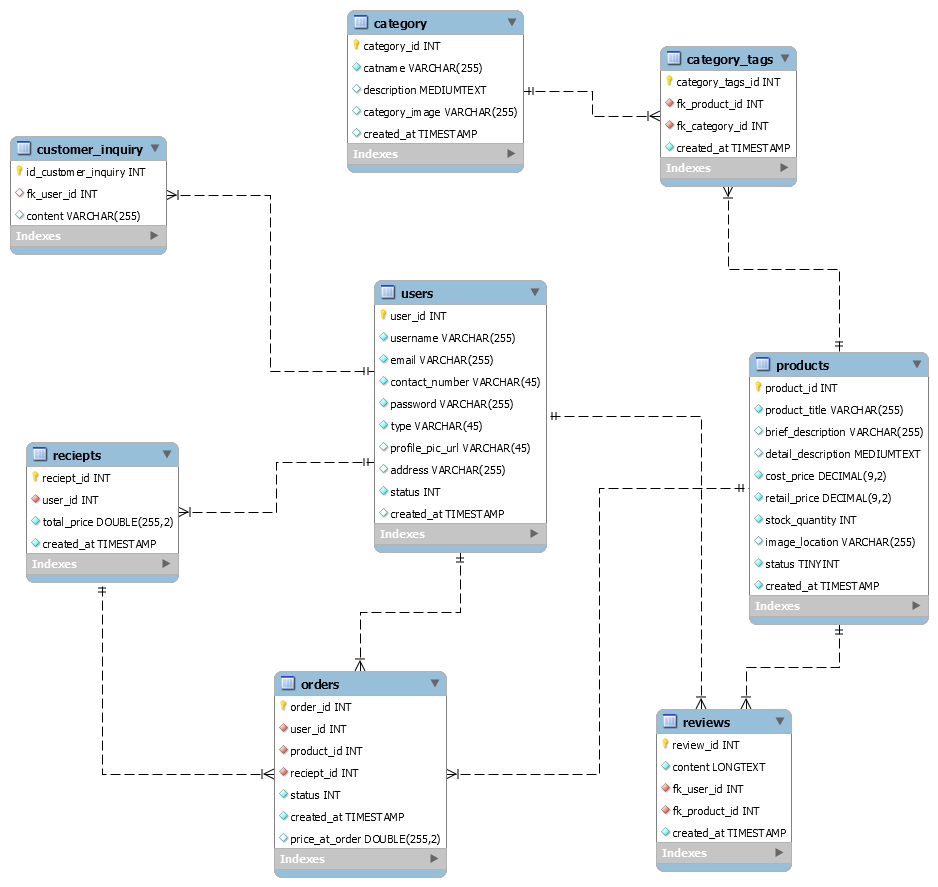 category
category_id INT
catname VARCHAR(255)
description MEDIUMTEXT
category_image VARCHAR(255)
created_at TIMESTAMP
Indexes
category_tags
category_tags_id INT
fk_product_id INT
fk_category_id INT
created_at TIMESTAMP
Indexes
customer_inquiry
id_customer_inquiry INT
fk_user_id INT
content VARCHAR(255)
Indexes
users
user_id INT
username VARCHAR(255)
email VARCHAR(255)
contact_number VARCHAR(45)
password VARCHAR(255)
type VARCHAR(45)
profile_pic_url VARCHAR(45)
address VARCHAR(255)
status INT
created_at TIMESTAMP
Indexes
products
product_id INT
product_title VARCHAR(255)
brief_description VARCHAR(255)
detail_description MEDIUMTEXT
cost_price DECIMAL(9,2)
retail_price DECIMAL(9,2)
stock_quantity INT
image_location VARCHAR(255)
status TINYINT
created_at TIMESTAMP
Indexes
reciepts
reciept_id INT
user_id INT
total_price DOUBLE(255,2)
created_at TIMESTAMP
Indexes
orders
order_id INT
user_id INT
product_id INT
reciept_id INT
status INT
created_at TIMESTAMP
price_at_order DOUBLE(255,2)
Indexes
reviews
review_id INT
content LONGTEXT
fk_user_id INT
fk_product_id INT
created_at TIMESTAMP
Indexes